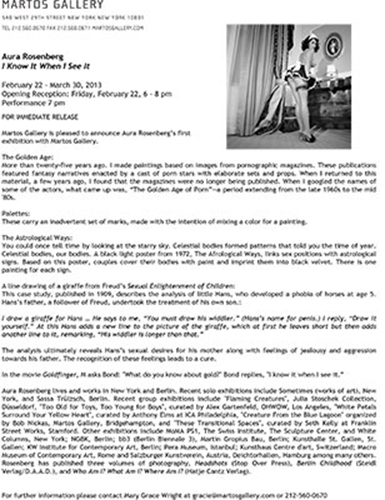 MARTOS GALLERY
540 WEST 29TH STREET NEW YORK NEW YORK 10001
TEL 212.560.0670 FAX 212.560.0671 MARTOSGALLERY.COM
Aura Rosenberg
I Know It When I See It
February 22 - March 30, 2013
Opening Reception: Friday, February 22, 6 - 8 pm
Performance 7 pm
FOR IMMEDIATE RELEASE
Martos Gallery is pleased to announce Aura Rosenberg's first
exhibition with Martos Gallery.
The Golden Age:
More than twenty-five years ago, I made paintings based on images from pornographic magazines. These publications
featured fantasy narratives enacted by a cast of porn stars with elaborate sets and props. When I returned to this
material, a few years ago, I found that the magazines were no longer being published. When I googled the names of
some of the actors, what came up was, "The Golden Age of Porn"—a period extending from the late 1960s to the mid
'80s.
Palettes:
These carry an inadvertent set of marks, made with the intention of mixing a color for a painting.
The Astrological Ways:
You could once tell time by looking at the starry sky. Celestial bodies formed patterns that told you the time of year.
Celestial bodies, our bodies. A black light poster from 1972, The Astrological Ways, links sex positions with astrological
signs. Based on this poster, couples cover their bodies with paint and imprint them into black velvet. There is one
painting for each sign.
A line drawing of a giraffe from Freud's Sexual Enlightenment of Children:
This case study, published in 1909, describes the analysis of little Hans, who developed a phobia of horses at age 5.
Hans's father, a follower of Freud, undertook the treatment of his own son.:
I draw a giraffe for Hans … He says to me, "You must draw his widdler." (Hans's name for penis.) I reply, "Draw it
yourself." At this Hans adds a new line to the picture of the giraffe, which at first he leaves short but then adds
another line to it, remarking, "His widdler is longer than that."
The analysis ultimately reveals Hans's sexual desires for his mother along with feelings of jealousy and aggression
towards his father. The recognition of these feelings leads to a cure.
In the movie Goldfinger, M asks Bond: "What do you know about gold?" Bond replies, "I know it when I see it."
Aura Rosenberg lives and works in New York and Berlin. Recent solo exhibitions include Sometimes (works of art), New
York, and Sassa Trülzsch, Berlin. Recent group exhibitions include "Flaming Creatures", Julia Stoschek Collection,
Düsseldorf, "Too Old for Toys, Too Young for Boys", curated by Alex Gartenfeld, OHWOW, Los Angeles, "White Petals
Surround Your Yellow Heart", curated by Anthony Elms at ICA Philadelphia, "Creature From the Blue Lagoon" organized
by Bob Nickas, Martos Gallery, Bridgehampton, and "These Transitional Spaces", curated by Seth Kelly at Franklin
Street Works, Stamford. Other exhibitions include MoMA PS1, The Swiss Institute, The Sculpture Center, and White
Columns, New York; NGBK, Berlin; bb3 (Berlin Biennale 3), Martin Gropius Bau, Berlin; Kunsthalle St. Galen, St.
Gallen; KW Institute for Contemporary Art, Berlin; Pera Museum, Istanbul; Kunsthaus Centre d'art, Switzerland; Macro
Museum of Contemporary Art, Rome and Salzburger Kunstverein, Austria, Deichtorhallen, Hamburg among many others.
Rosenberg has published three volumes of photography, Headshots (Stop Over Press), Berlin Childhood (Steidl
Verlag/D.A.A.D.), and Who Am I? What Am I? Where Am I? (Hatje Cantz Verlag).
For further information please contact Mary Grace Wright at gracie@martosgallery.com or 212-560-0670